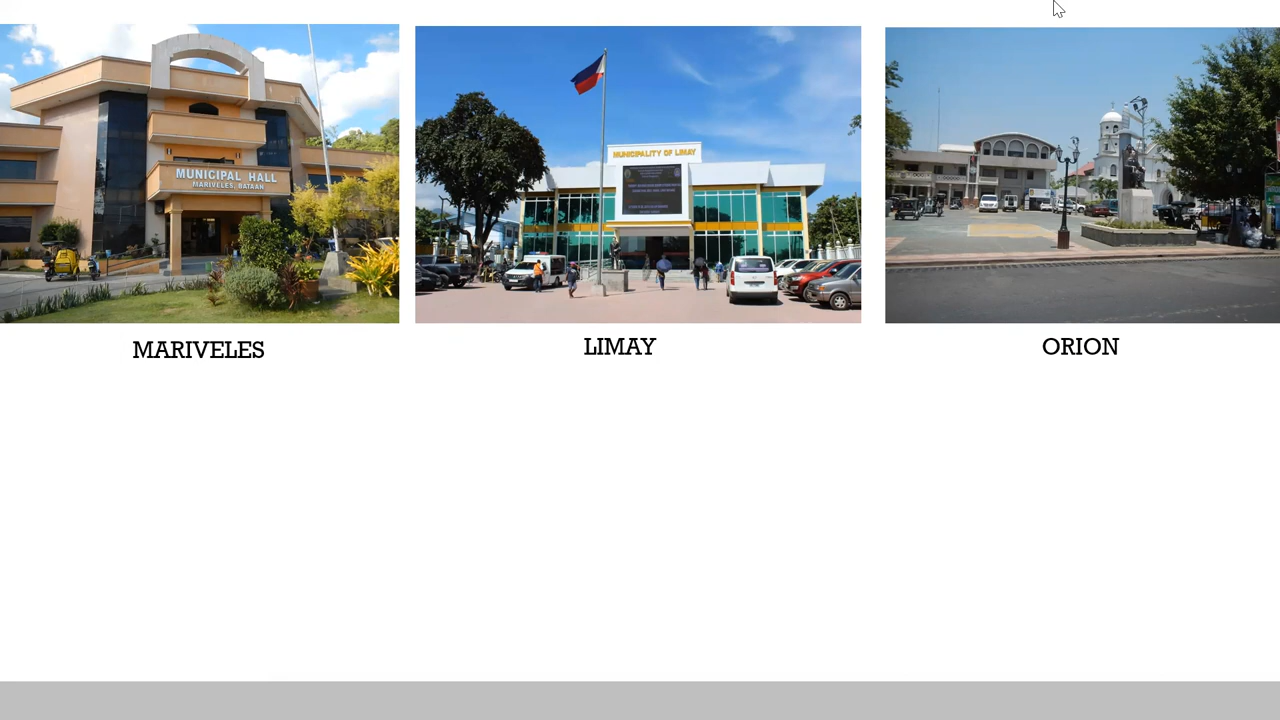 MUNICIPAL HALL
MARIVELES, BATAAN
MUNICIPALITY OF LIMAY
MARIVELES
LIMAY
ORION